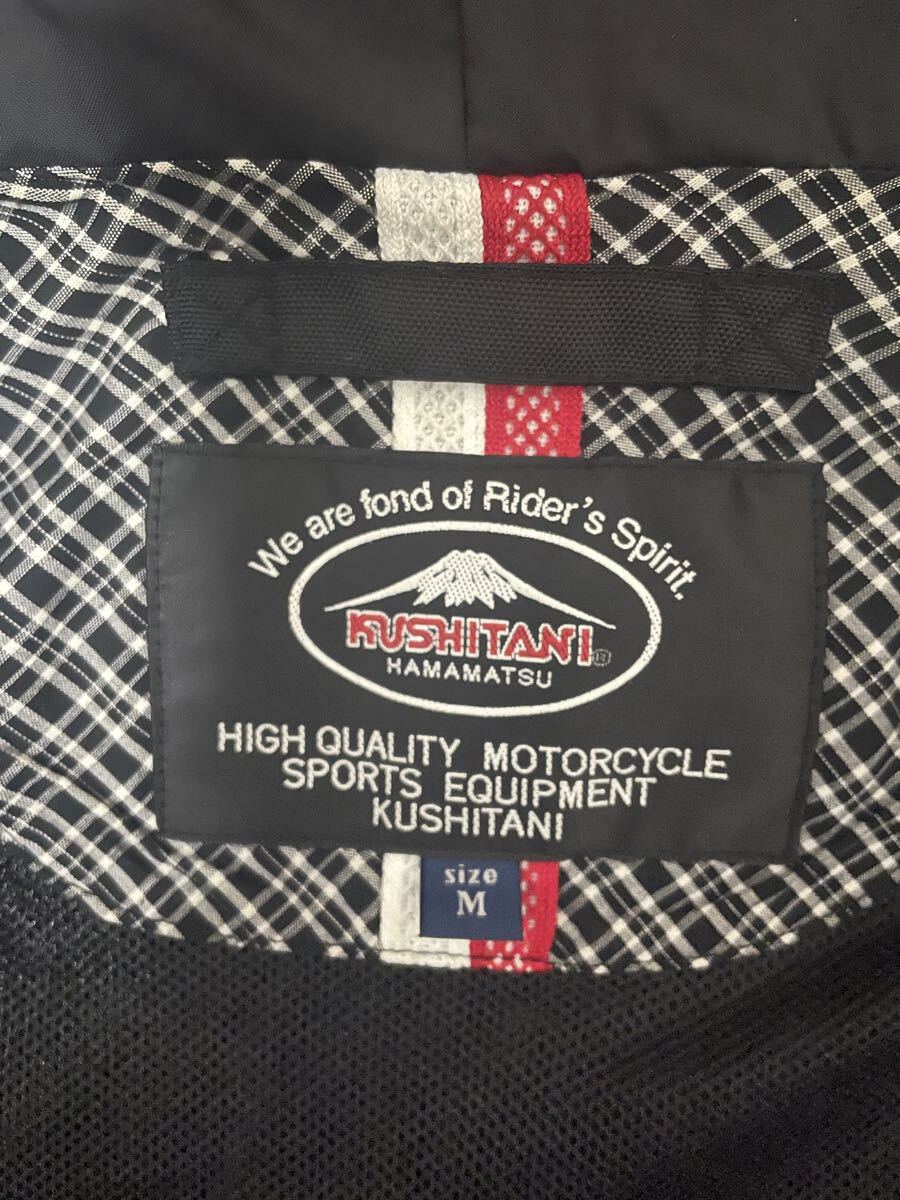 We are fond of Rider's Spirit.
KUSHITANI®
HAMAMATSU
HIGH QUALITY MOTORCYCLE
SPORTS EQUIPMENT
KUSHITANI
size
M